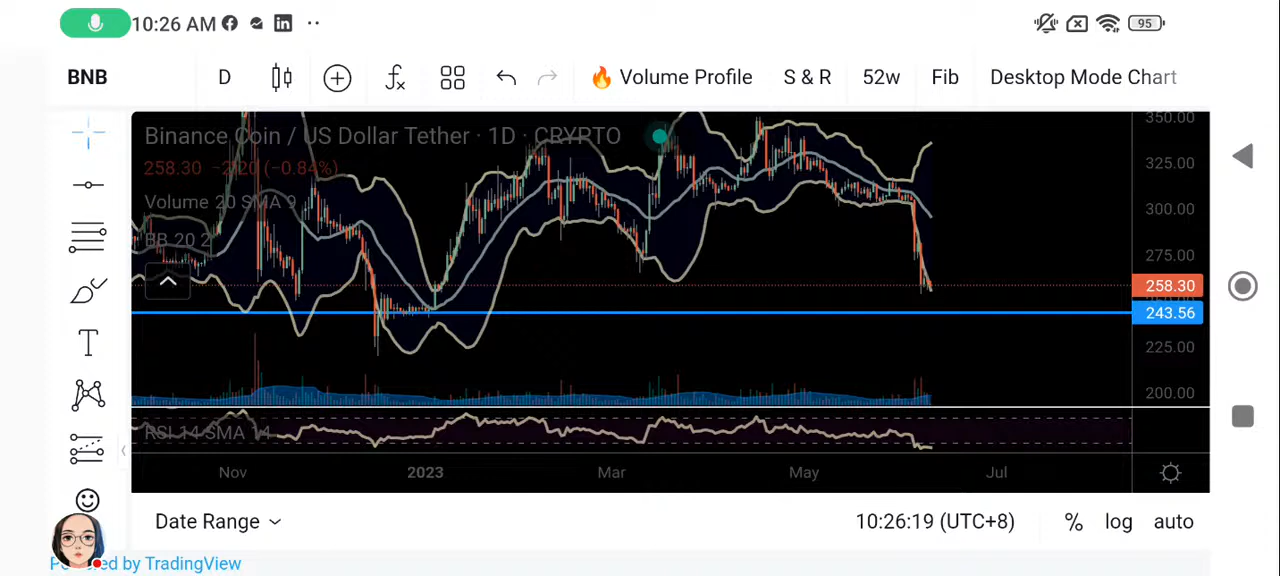 10:26 AM
95
BNB D 🔥 Volume Profile S & R 52w Fib Desktop Mode Chart
Binance Coin / US Dollar Tether · 1D · CRYPTO
258.30 −2.20 (−0.84%)
Volume 20 SMA 9
BB 20 2
350.00
325.00
300.00
275.00
258.30
243.56
225.00
200.00
RSI 14 SMA 14
Nov 2023 Mar May Jul
Date Range 10:26:19 (UTC+8) % log auto
by TradingView